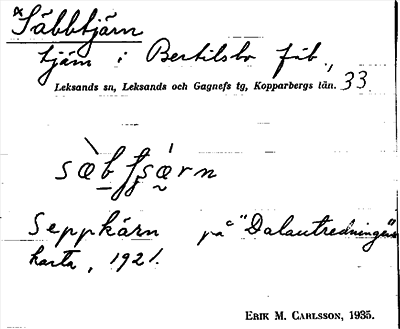 *Säbbtjärn
tjärn i Bertilsbo fäb.,
Leksands sn, Leksands och Gagnefs tg, Kopparbergs län. 33
Seppkärn på "Dalautredningens
karta, 1921.
ERIK M. CARLSSON, 1935.